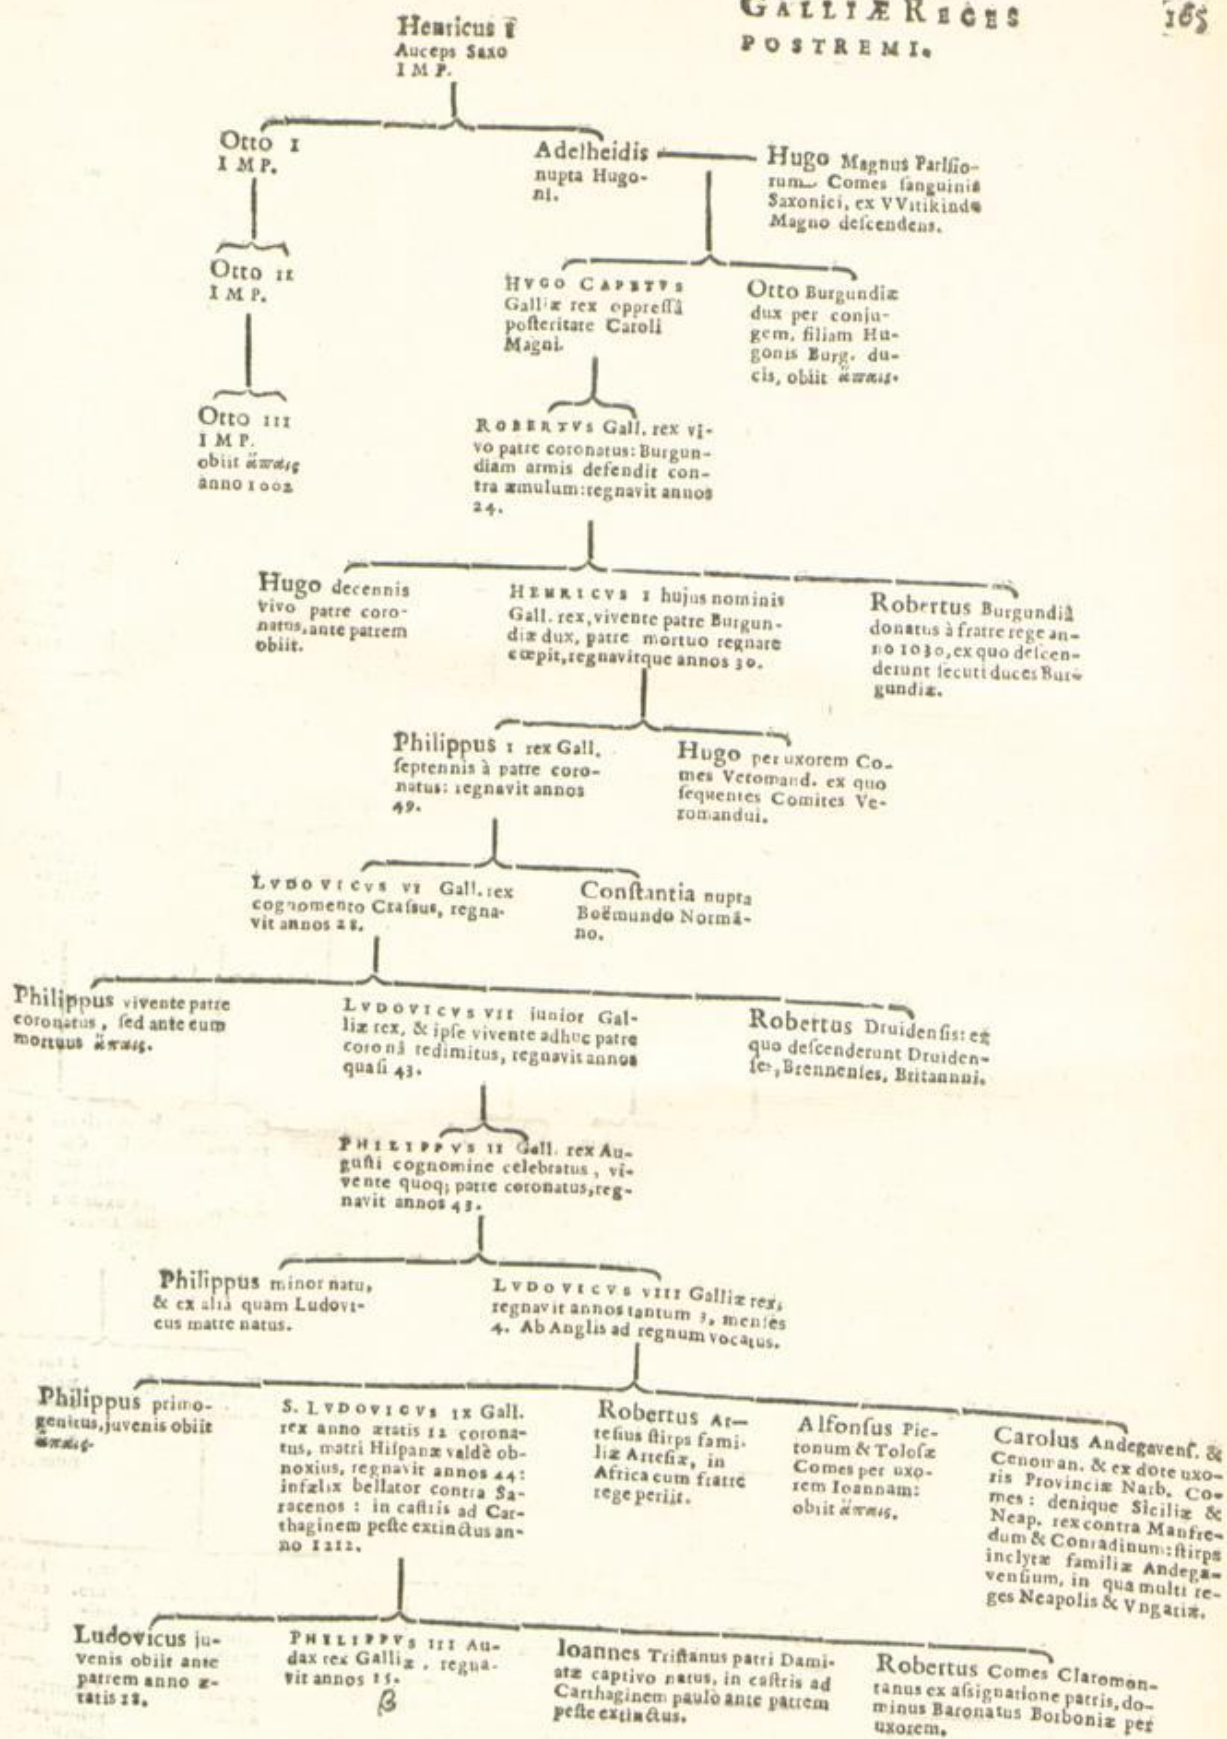 GALLIÆ REGES
POSTREMI.
165
Henricus I
Auceps Saxo
IMP.
Otto I
IMP.
Adelheidis
nupta Hugo-
ni.
Hugo Magnus Parisio-
rum Comes sanguinis
Saxonici, ex VVitikindo
Magno descendens.
Otto II
IMP.
HVGO CAPETVS
Galliæ rex oppressâ
posteritate Caroli
Magni.
Otto Burgundiæ
dux per conju-
gem, filiam Hu-
gonis Burg. du-
cis, obiit ἄπαις.
Otto III
IMP.
obiit ἄπαις
anno 1002
ROBERTVS Gall. rex vi-
vo patre coronatus: Burgun-
diam armis defendit con-
tra æmulum: regnavit annos
24.
Hugo decennis
vivo patre coro-
natus, ante patrem
obiit.
HENRICVS I hujus nominis
Gall. rex, vivente patre Burgun-
diæ dux, patre mortuo regnare
cœpit, regnavitque annos 30.
Robertus Burgundiâ
donatus à fratre rege an-
no 1030, ex quo descen-
derunt secuti duces Bur-
gundiæ.
Philippus I rex Gall.
septennis à patre coro-
natus: regnavit annos
49.
Hugo per uxorem Co-
mes Veromand. ex quo
sequentes Comites Ve-
romandui.
LVDOVICVS VI Gall. rex
cognomento Crassus, regna-
vit annos 28.
Constantia nupta
Boëmundo Normã-
no.
Philippus vivente patre
coronatus, sed ante eum
mortuus ἄπαις.
LVDOVICVS VII junior Gal-
liæ rex, & ipse vivente adhuc patre
coronâ redimitus, regnavit annos
quasi 43.
Robertus Druidensis: ex
quo descenderunt Druiden-
ses, Brennenses, Britannni.
PHILIPPVS II Gall. rex Au-
gusti cognomine celebratus, vi-
vente quoq; patre coronatus, reg-
navit annos 43.
Philippus minor natu,
& ex aliâ quam Ludovi-
cus matre natus.
LVDOVICVS VIII Galliæ rex,
regnavit annos tantum 3, menses
4. Ab Anglis ad regnum vocatus.
Philippus primo-
genitus, juvenis obiit
ἄπαις.
S. LVDOVICVS IX Gall.
rex anno ætatis 12 corona-
tus, matri Hispanæ valdè ob-
noxius, regnavit annos 44:
infælix bellator contra Sa-
racenos: in castris ad Car-
thaginem peste extinctus an-
no 1212.
Robertus Ar-
tesius stirps fami-
liæ Artesiæ, in
Africa cum fratre
rege periit.
Alfonsus Pic-
tonum & Tolosæ
Comes per uxo-
rem Ioannam:
obiit ἄπαις.
Carolus Andegavens. &
Cenoman. & ex dote uxo-
ris Provinciæ Narb. Co-
mes: denique Siciliæ &
Neap. rex contra Manfre-
dum & Conradinum: stirps
inclytæ familiæ Andega-
vensium, in qua multi re-
ges Neapolis & Vngariæ.
Ludovicus ju-
venis obiit ante
patrem anno æ-
tatis 18.
PHILIPPVS III Au-
dax rex Galliæ, regna-
vit annos 15.
β
Ioannes Tristanus patri Dami-
atæ captivo natus, in castris ad
Carthaginem paulò ante patrem
peste extinctus.
Robertus Comes Claromon-
tanus ex assignatione patris, do-
minus Baronatus Borboniæ per
uxorem.